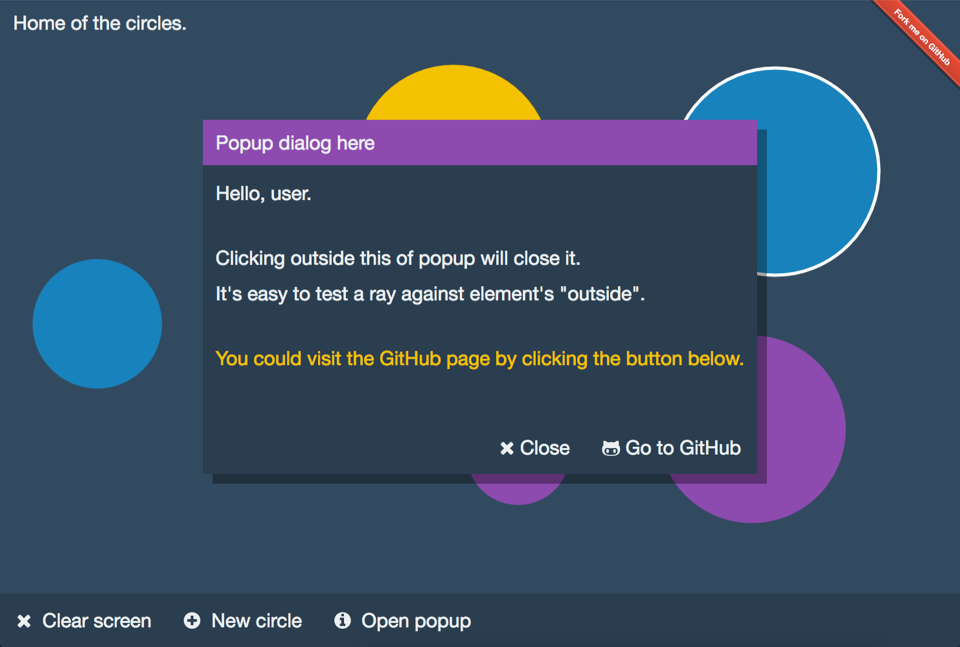 Home of the circles.
Fork me on GitHub
Popup dialog here
Hello, user.
Clicking outside this of popup will close it.
It's easy to test a ray against element's "outside".
You could visit the GitHub page by clicking the button below.
Close Go to GitHub
Clear screen New circle Open popup